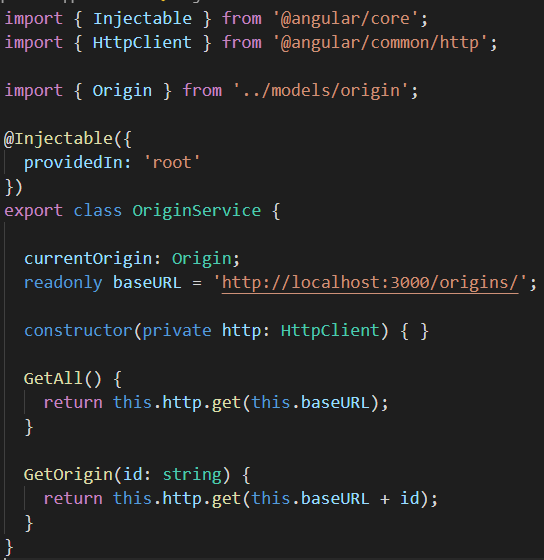 import { Injectable } from '@angular/core';
import { HttpClient } from '@angular/common/http';
import { Origin } from '../models/origin';
@Injectable({
  providedIn: 'root'
})
export class OriginService {
  currentOrigin: Origin;
  readonly baseURL = 'http://localhost:3000/origins/';
  constructor(private http: HttpClient) { }
  GetAll() {
    return this.http.get(this.baseURL);
  }
  GetOrigin(id: string) {
    return this.http.get(this.baseURL + id);
  }
}